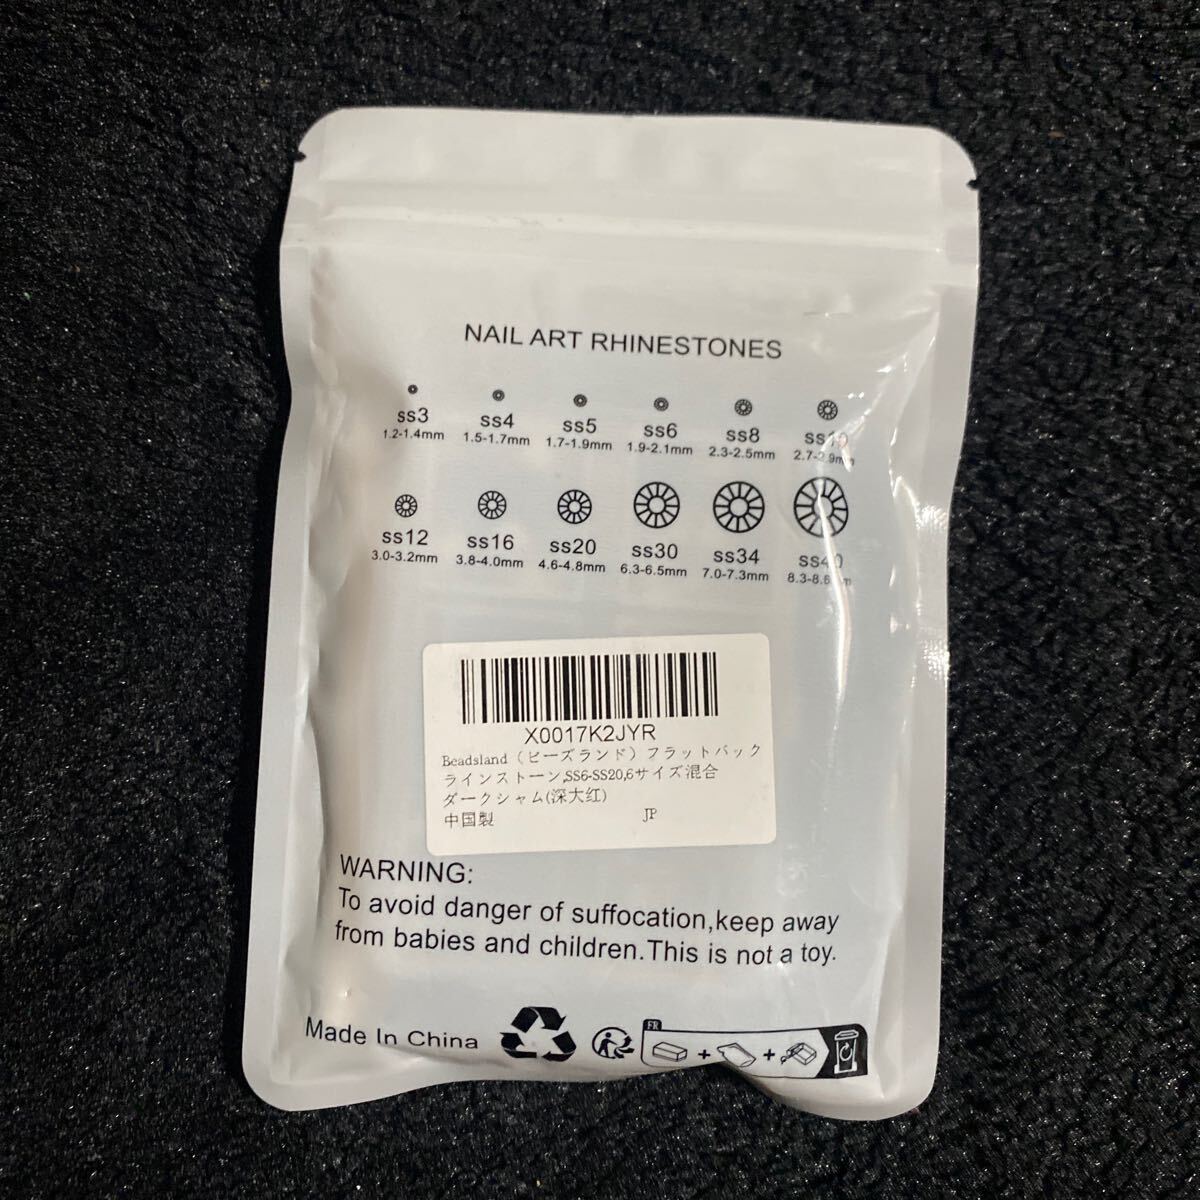 NAIL ART RHINESTONES
ss3 ss4 ss5 ss6 ss8 ss10
1.2-1.4mm 1.5-1.7mm 1.7-1.9mm 1.9-2.1mm 2.3-2.5mm 2.7-2.9mm
ss12 ss16 ss20 ss30 ss34 ss40
3.0-3.2mm 3.8-4.0mm 4.6-4.8mm 6.3-6.5mm 7.0-7.3mm
X0017K2JYR
Beadsland（ビーズランド）フラットバック
ラインストーン,SS6-SS20,6サイズ混合
ダークシャム(深大红)
中国製 JP
WARNING:
To avoid danger of suffocation,keep away
from babies and children.This is not a toy.
Made In China
FR